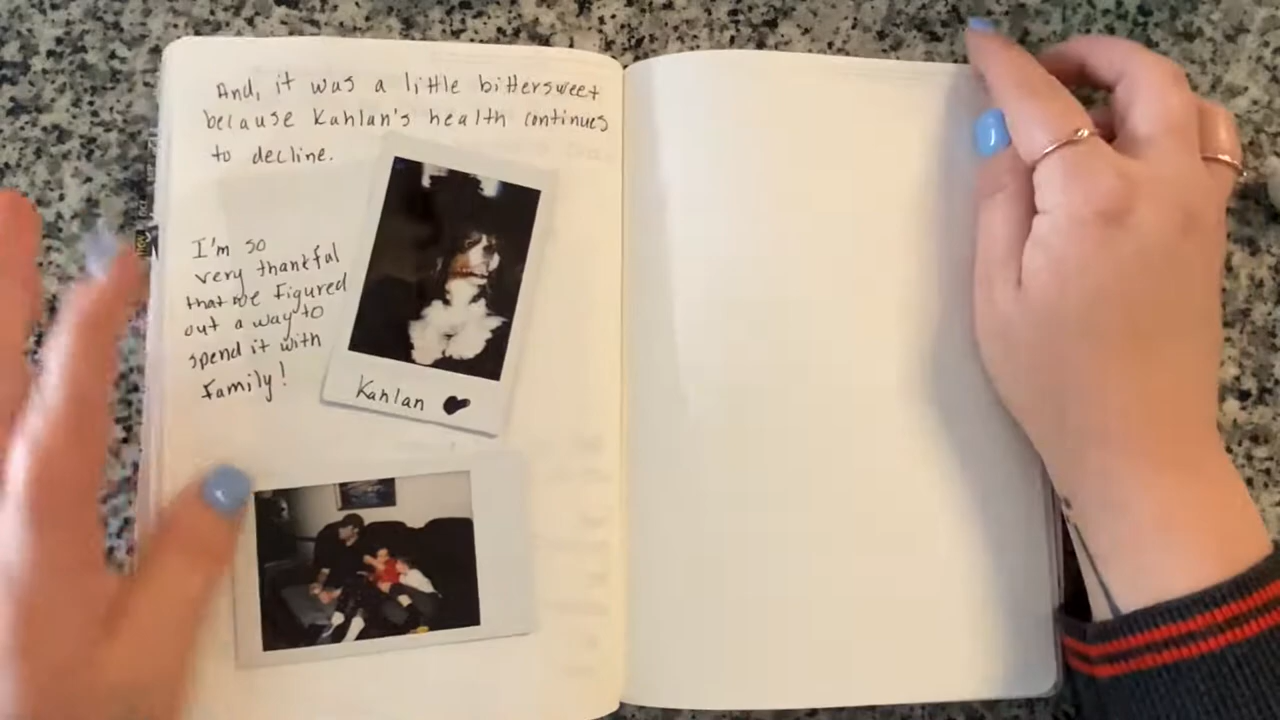 And, it was a little bittersweet
because Kahlan's health continues
to decline.
I'm so
very thankful
that we figured
out a way to
spend it with
family!
Kahlan
NOV